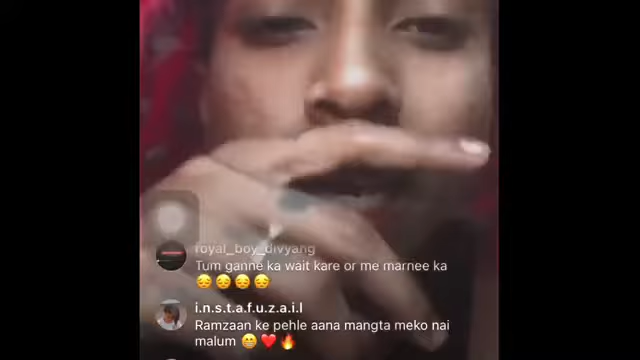 royal_boy_divyang
Tum ganne ka wait kare or me marnee ka
😔😔😔😔
i.n.s.t.a.f.u.z.a.i.l
Ramzaan ke pehle aana mangta meko nai
malum 😁❤️🔥